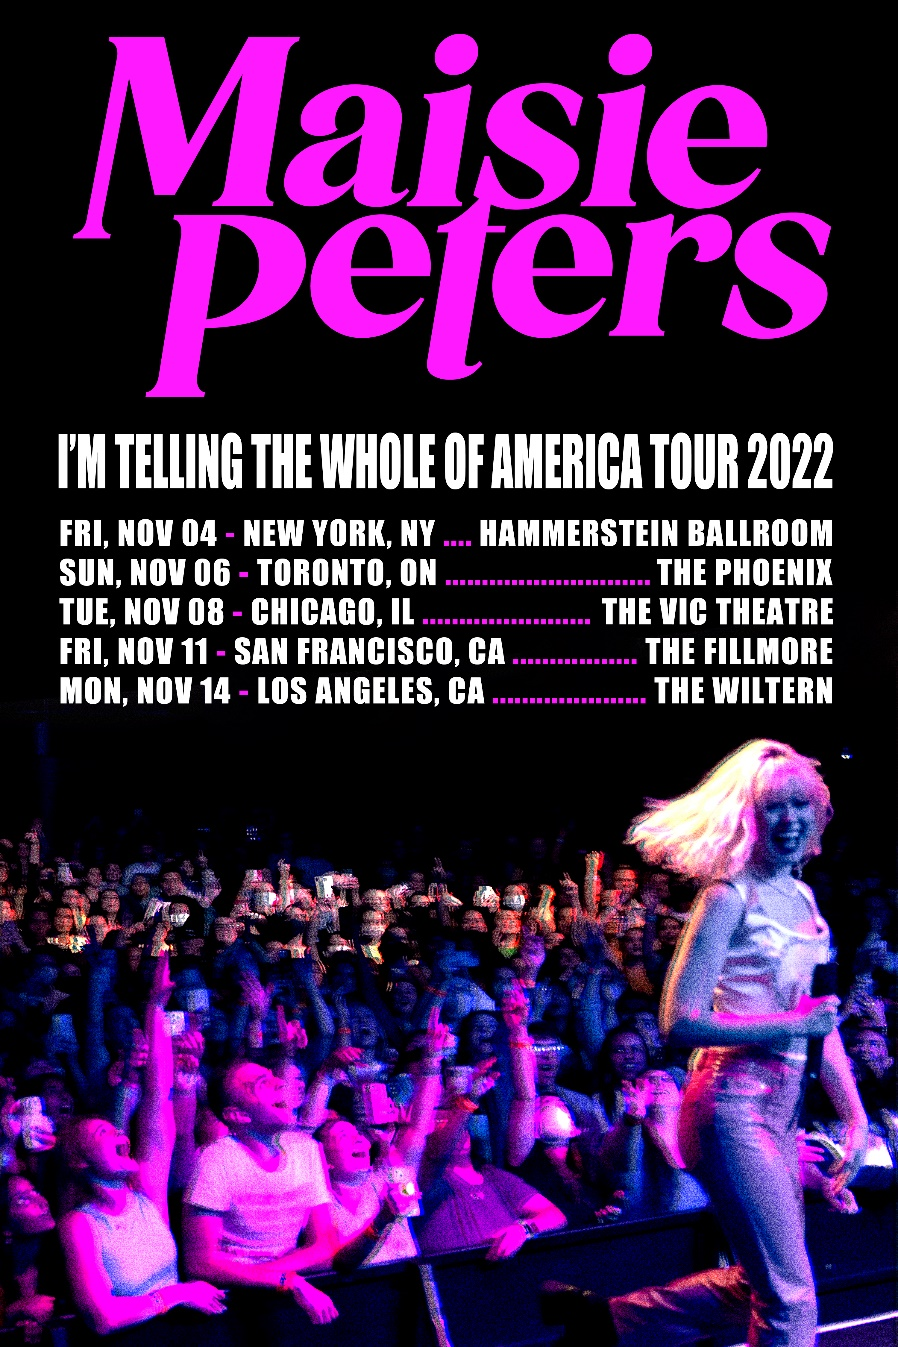 Maisie
Peters
I'M TELLING THE WHOLE OF AMERICA TOUR 2022
FRI, NOV 04 - NEW YORK, NY .... HAMMERSTEIN BALLROOM
SUN, NOV 06 - TORONTO, ON ............................ THE PHOENIX
TUE, NOV 08 - CHICAGO, IL ....................... THE VIC THEATRE
FRI, NOV 11 - SAN FRANCISCO, CA ................. THE FILLMORE
MON, NOV 14 - LOS ANGELES, CA ..................... THE WILTERN